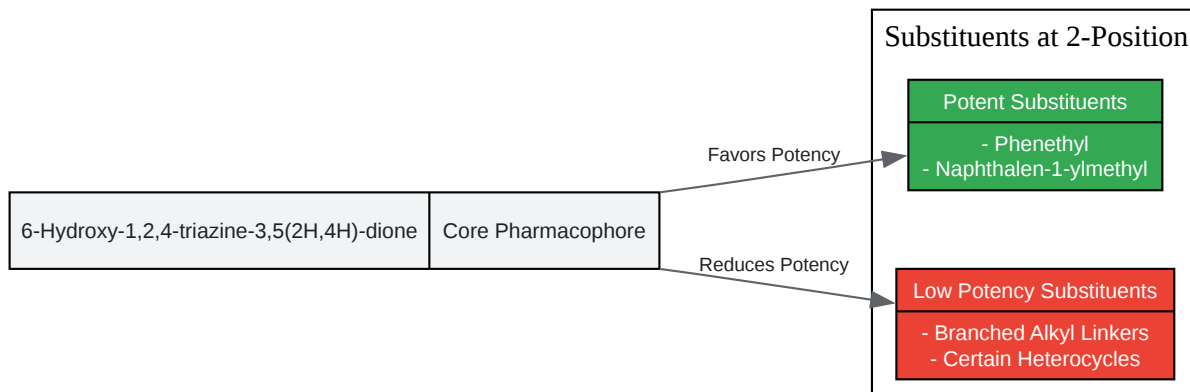 Substituents at 2-Position
Potent Substituents
- Phenethyl
- Naphthalen-1-ylmethyl
Favors Potency
6-Hydroxy-1,2,4-triazine-3,5(2H,4H)-dione
Core Pharmacophore
Reduces Potency
Low Potency Substituents
- Branched Alkyl Linkers
- Certain Heterocycles